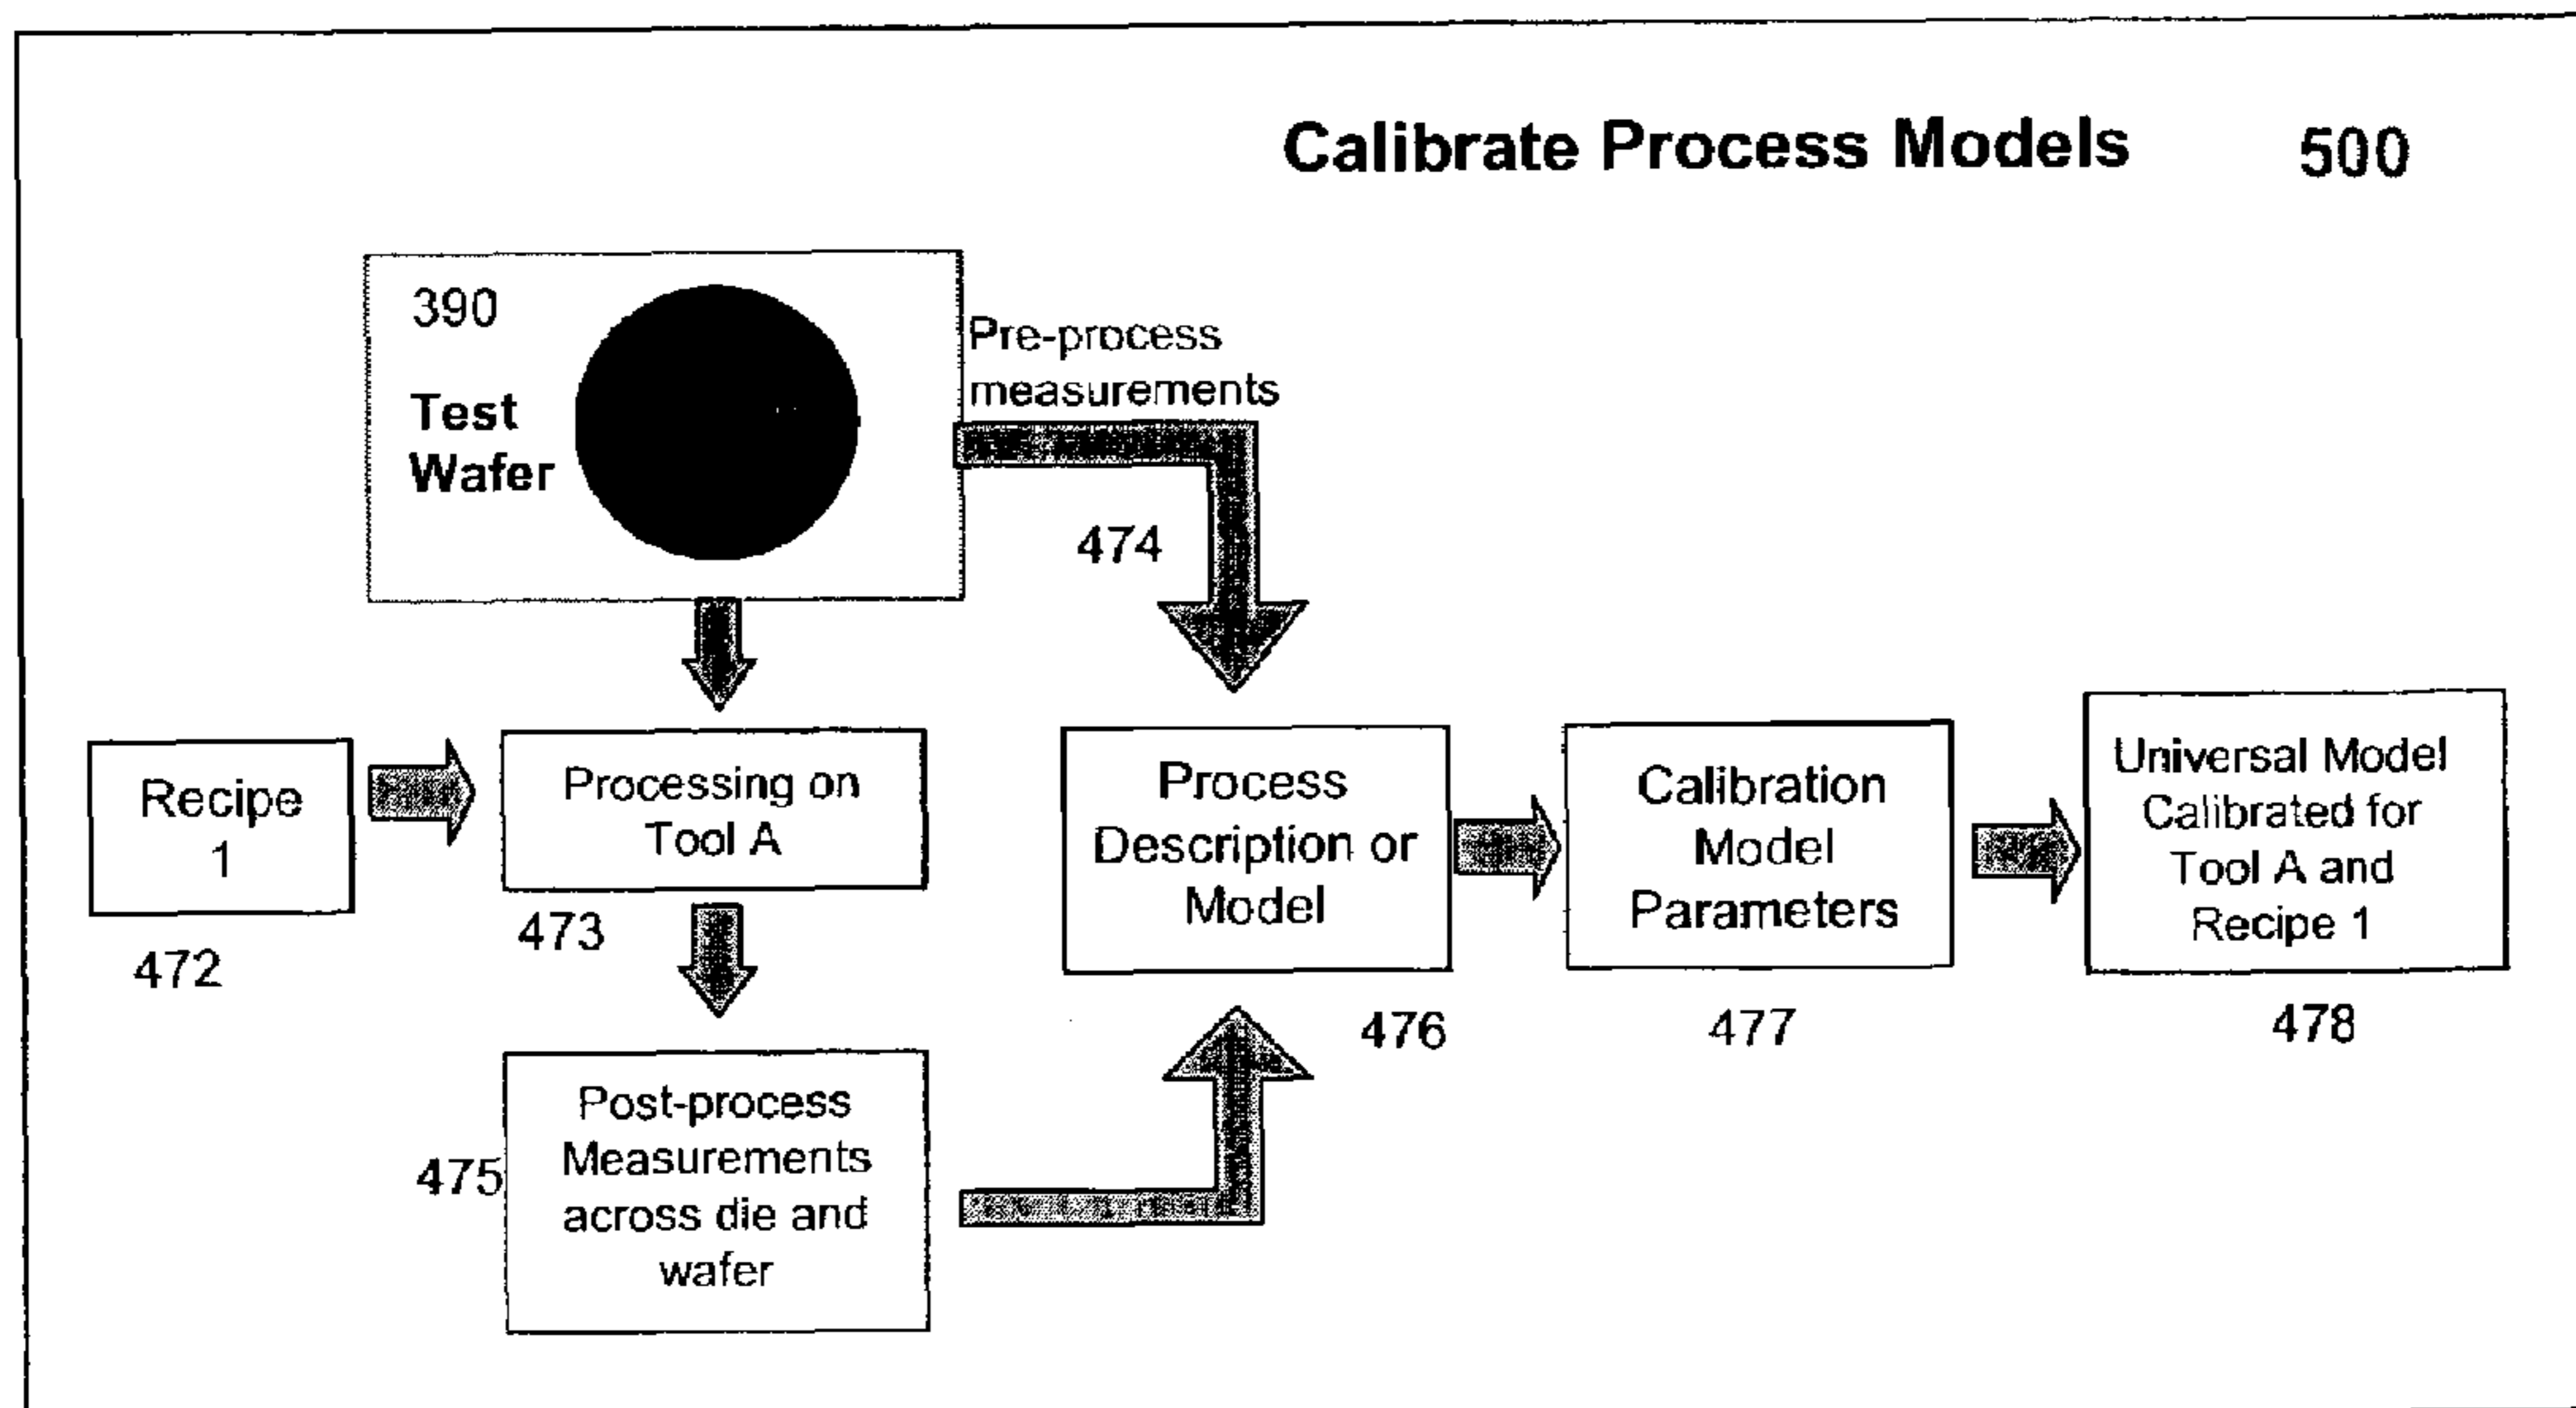 Calibrate Process Models 500
390
Test
Wafer
Pre-process
measurements
474
Recipe
1
472
Processing on
Tool A
473
Process
Description or
Model
476
Calibration
Model
Parameters
477
Universal Model
Calibrated for
Tool A and
Recipe 1
478
Post-process
Measurements
across die and
wafer
475